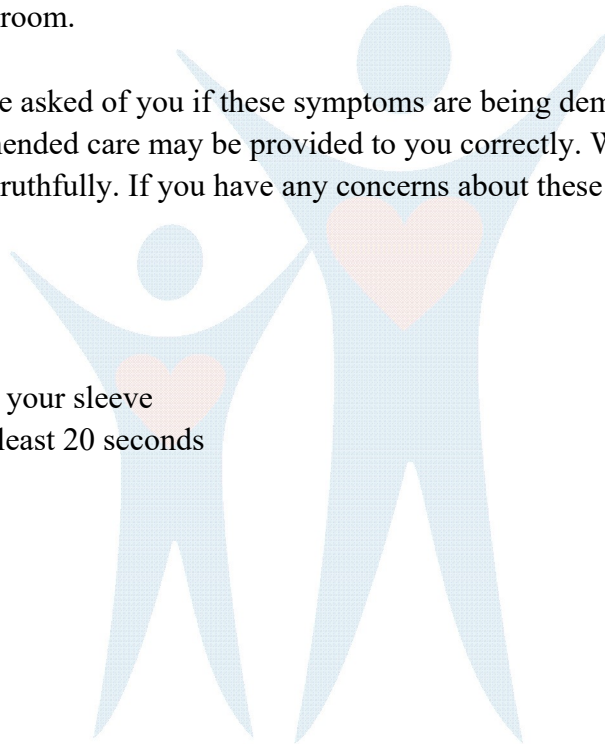 room.
e asked of you if these symptoms are being dem
ended care may be provided to you correctly. W
ruthfully. If you have any concerns about these
your sleeve
least 20 seconds